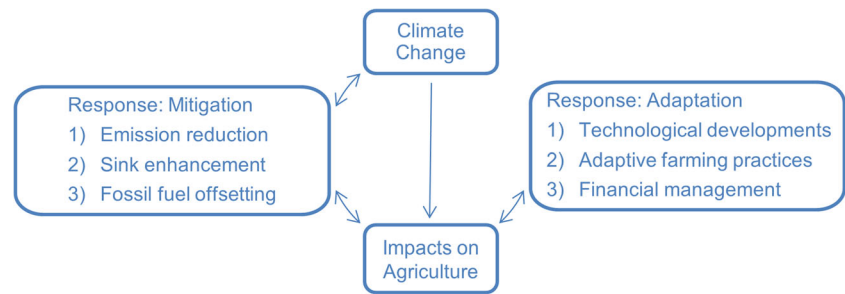 Climate
Change
Response: Mitigation
1) Emission reduction
2) Sink enhancement
3) Fossil fuel offsetting
Response: Adaptation
1) Technological developments
2) Adaptive farming practices
3) Financial management
Impacts on
Agriculture